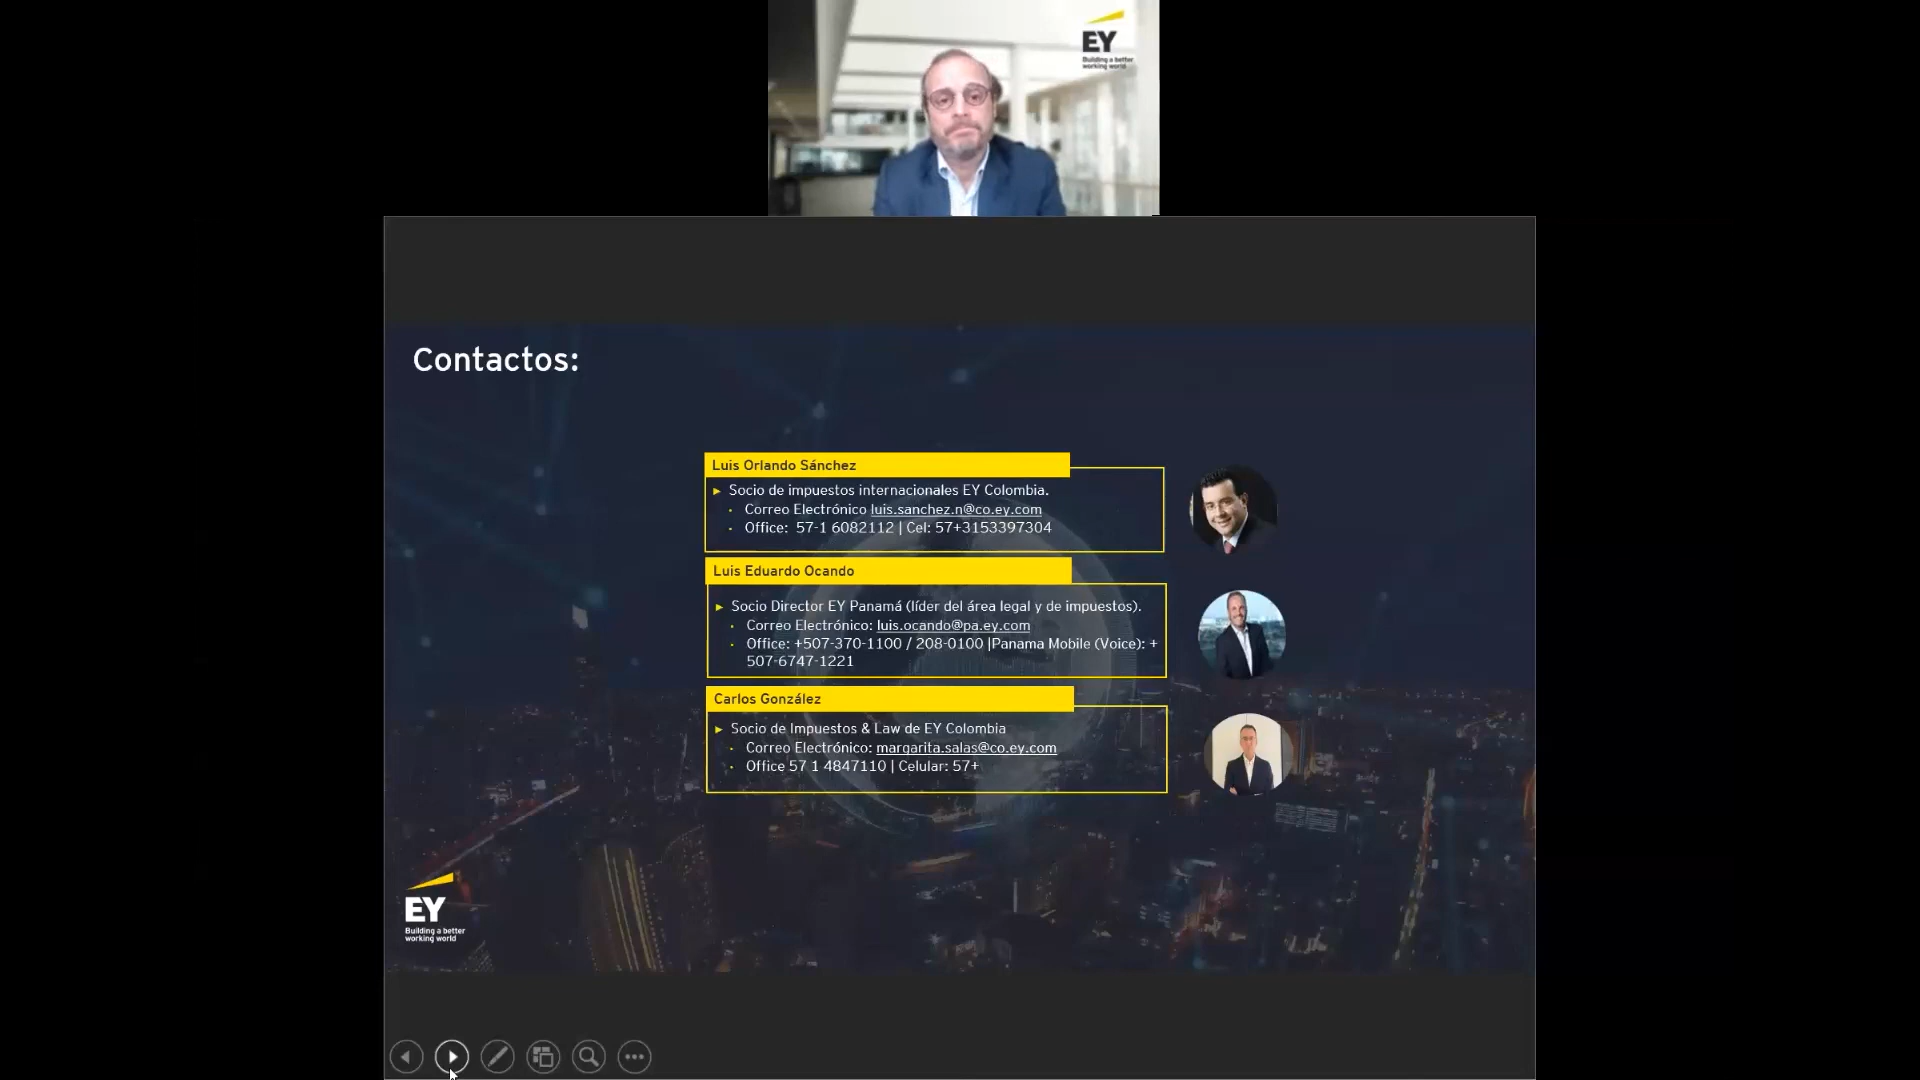 EY
Building a better
working world
Contactos:
Luis Orlando Sánchez
► Socio de impuestos internacionales EY Colombia.
• Correo Electrónico luis.sanchez.n@co.ey.com
• Office:  57-1 6082112 | Cel: 57+3153397304
Luis Eduardo Ocando
► Socio Director EY Panamá (líder del área legal y de impuestos).
• Correo Electrónico: luis.ocando@pa.ey.com
• Office: +507-370-1100 / 208-0100 |Panama Mobile (Voice): +
507-6747-1221
Carlos González
► Socio de Impuestos & Law de EY Colombia
• Correo Electrónico: margarita.salas@co.ey.com
• Office 57 1 4847110 | Celular: 57+
EY
Building a better
working world